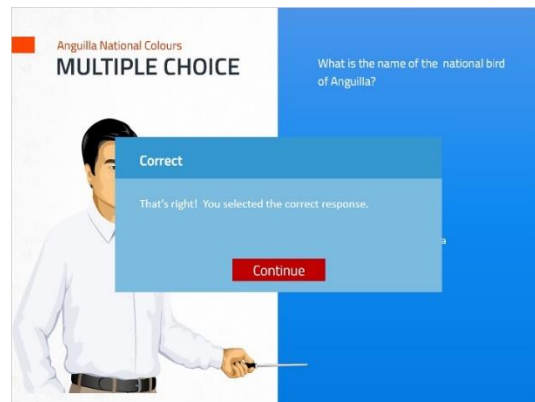 Anguilla National Colours
MULTIPLE CHOICE
What is the name of the national bird
of Anguilla?
Correct
That's right! You selected the correct response.
Continue